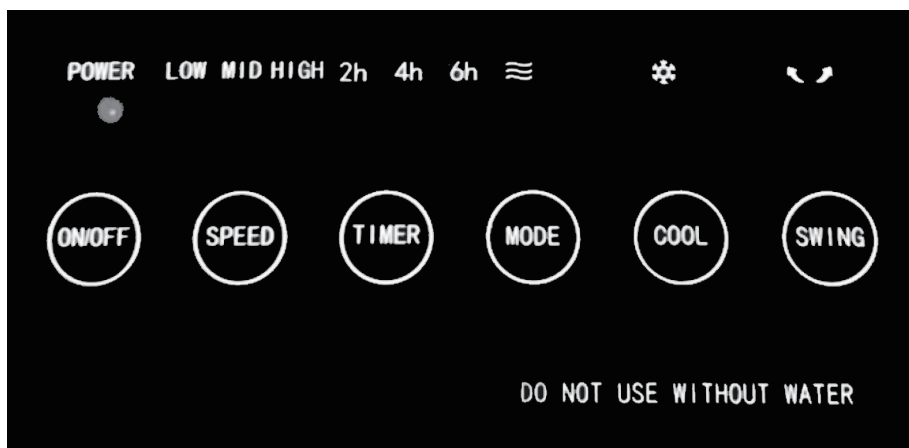 POWER LOW MID HIGH 2h 4h 6h
ON/OFF SPEED TIMER MODE COOL SWING
DO NOT USE WITHOUT WATER